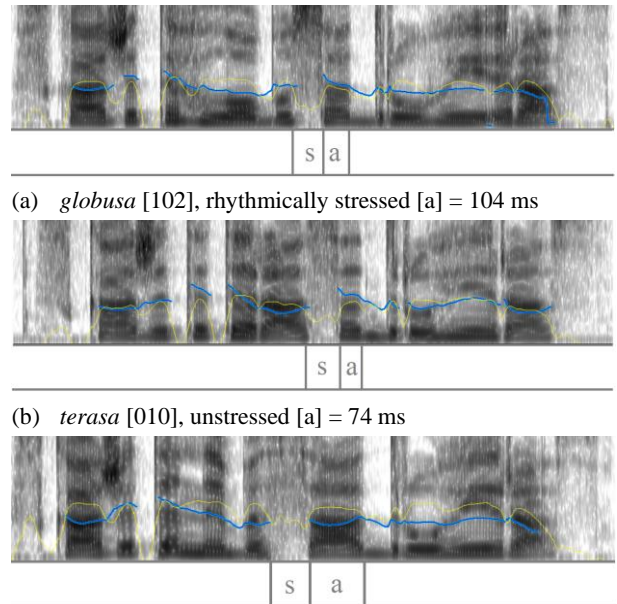 s a
(a) globusa [102], rhythmically stressed [a] = 104 ms
s a
(b) terasa [010], unstressed [a] = 74 ms
s a